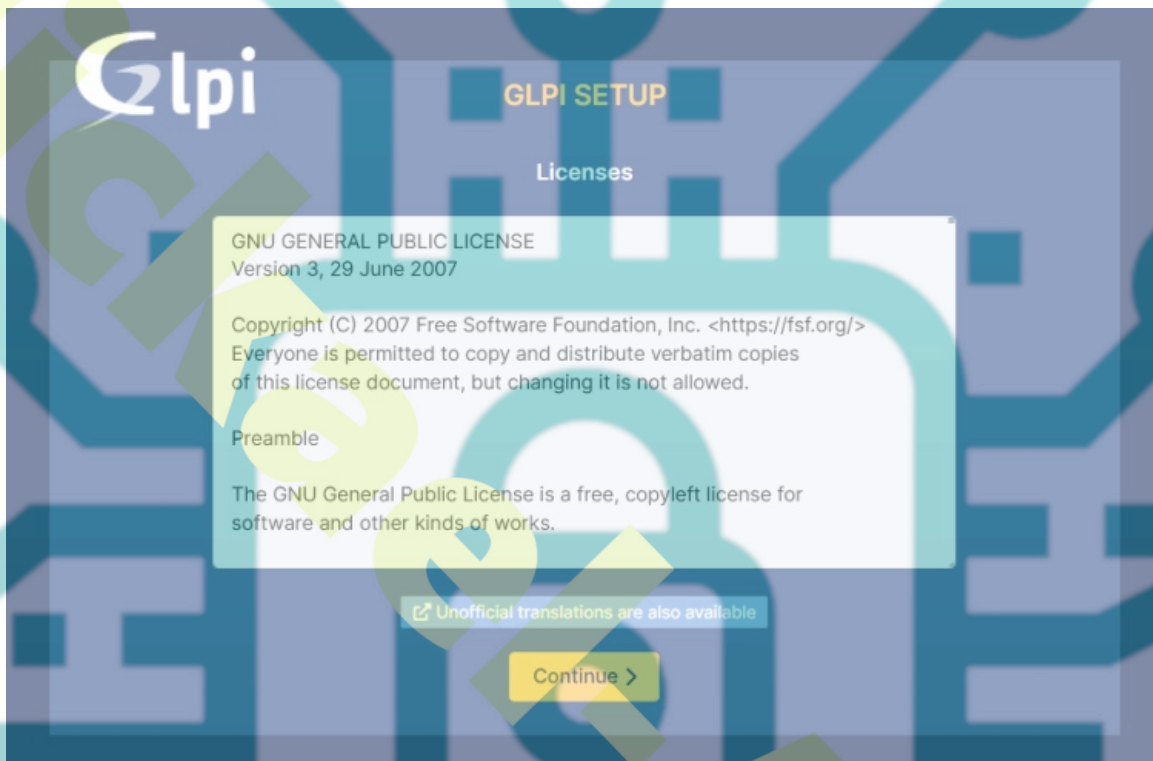 Glpi
GLPI SETUP
Licenses
GNU GENERAL PUBLIC LICENSE
Version 3, 29 June 2007
Copyright (C) 2007 Free Software Foundation, Inc. <https://fsf.org/>
Everyone is permitted to copy and distribute verbatim copies
of this license document, but changing it is not allowed.
Preamble
The GNU General Public License is a free, copyleft license for
software and other kinds of works.
Unofficial translations are also available
Continue >